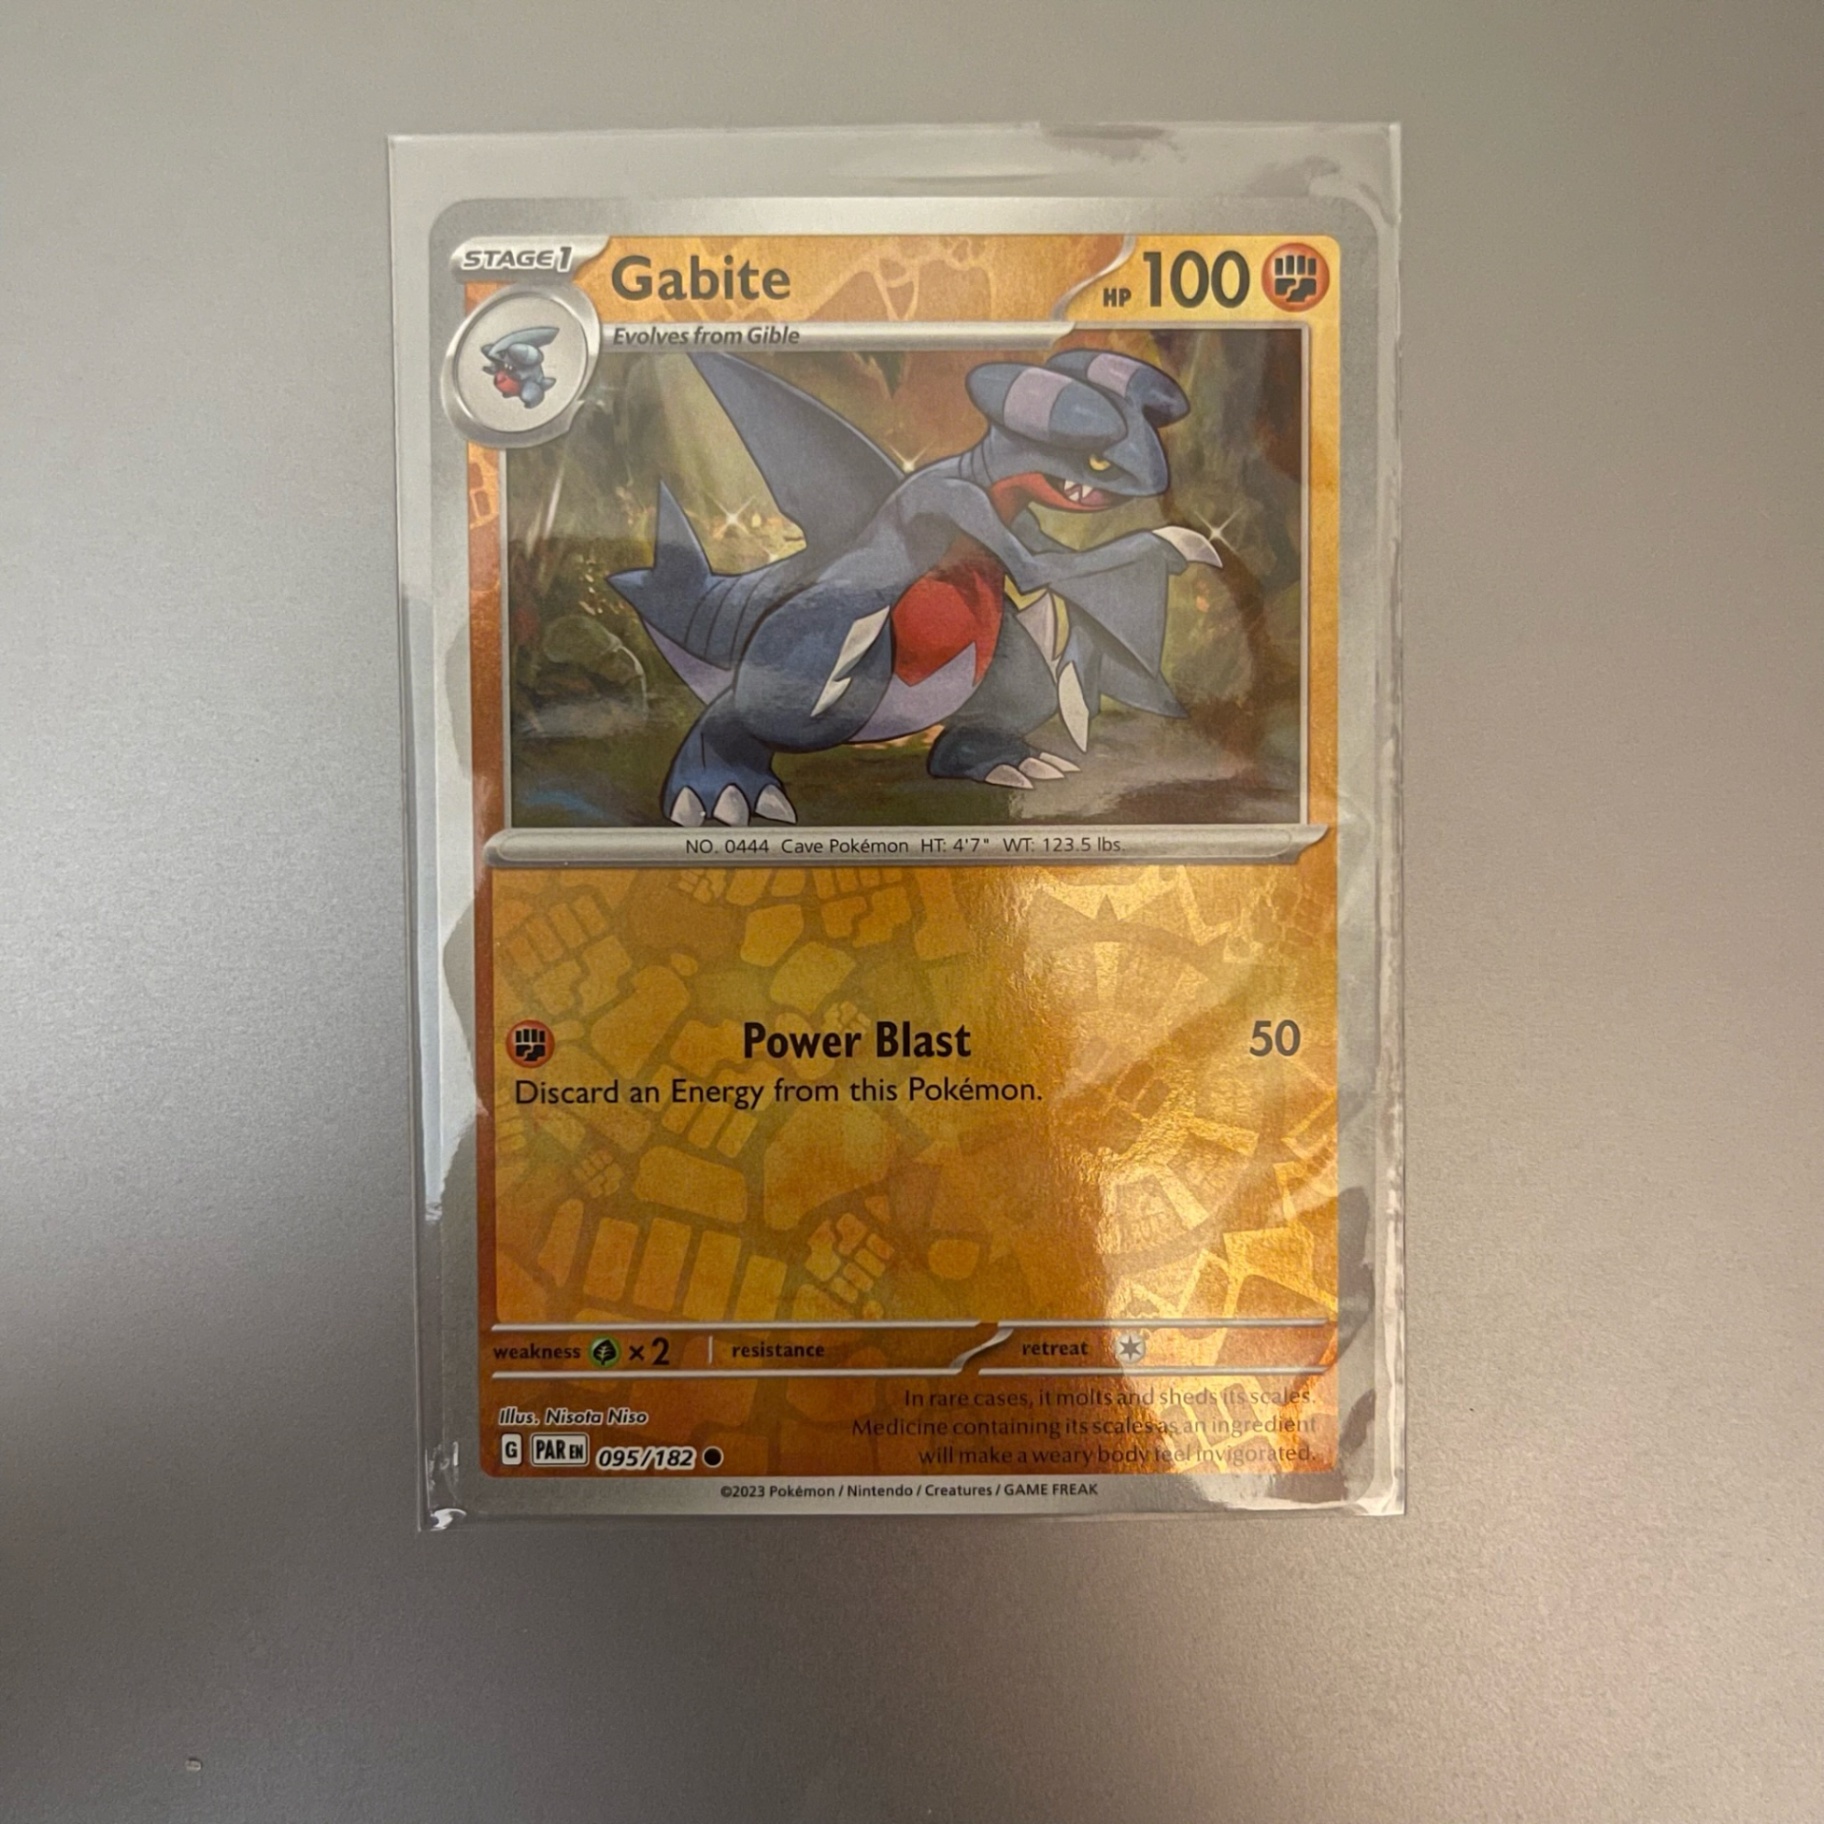 STAGE1
Gabite
HP 100
Evolves from Gible
NO. 0444 Cave Pokémon HT: 4'7" WT: 123.5 lbs.
Power Blast 50
Discard an Energy from this Pokémon.
weakness ×2 resistance retreat
In rare cases, it molts and sheds its scales.
Medicine containing its scales as an ingredient
will make a weary body feel invigorated.
Illus. Nisota Niso
G PAR EN 095/182
©2023 Pokémon / Nintendo / Creatures / GAME FREAK